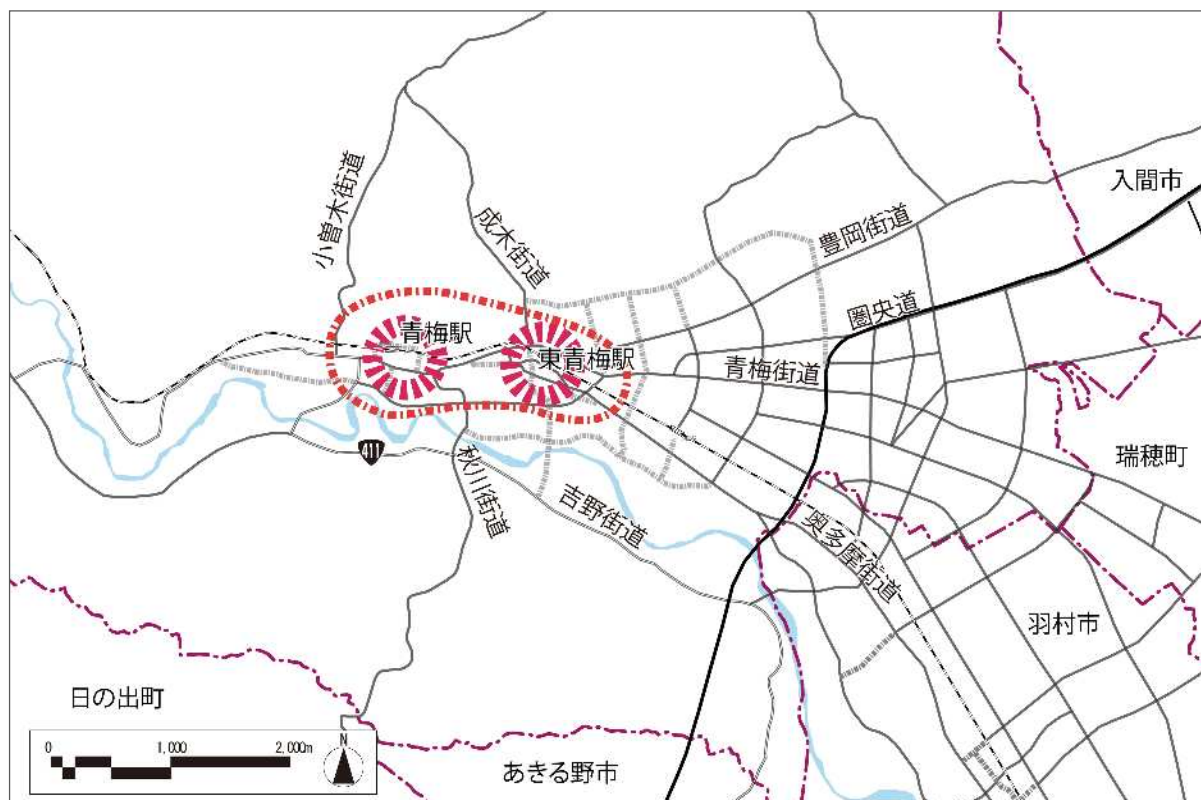 入間市
小曽木街道
成木街道
豊岡街道
圏央道
青梅駅
東青梅駅
青梅街道
411
秋川街道
吉野街道
瑞穂町
奥多摩街道
羽村市
日の出町
0 1,000 2,000m
N
あきる野市